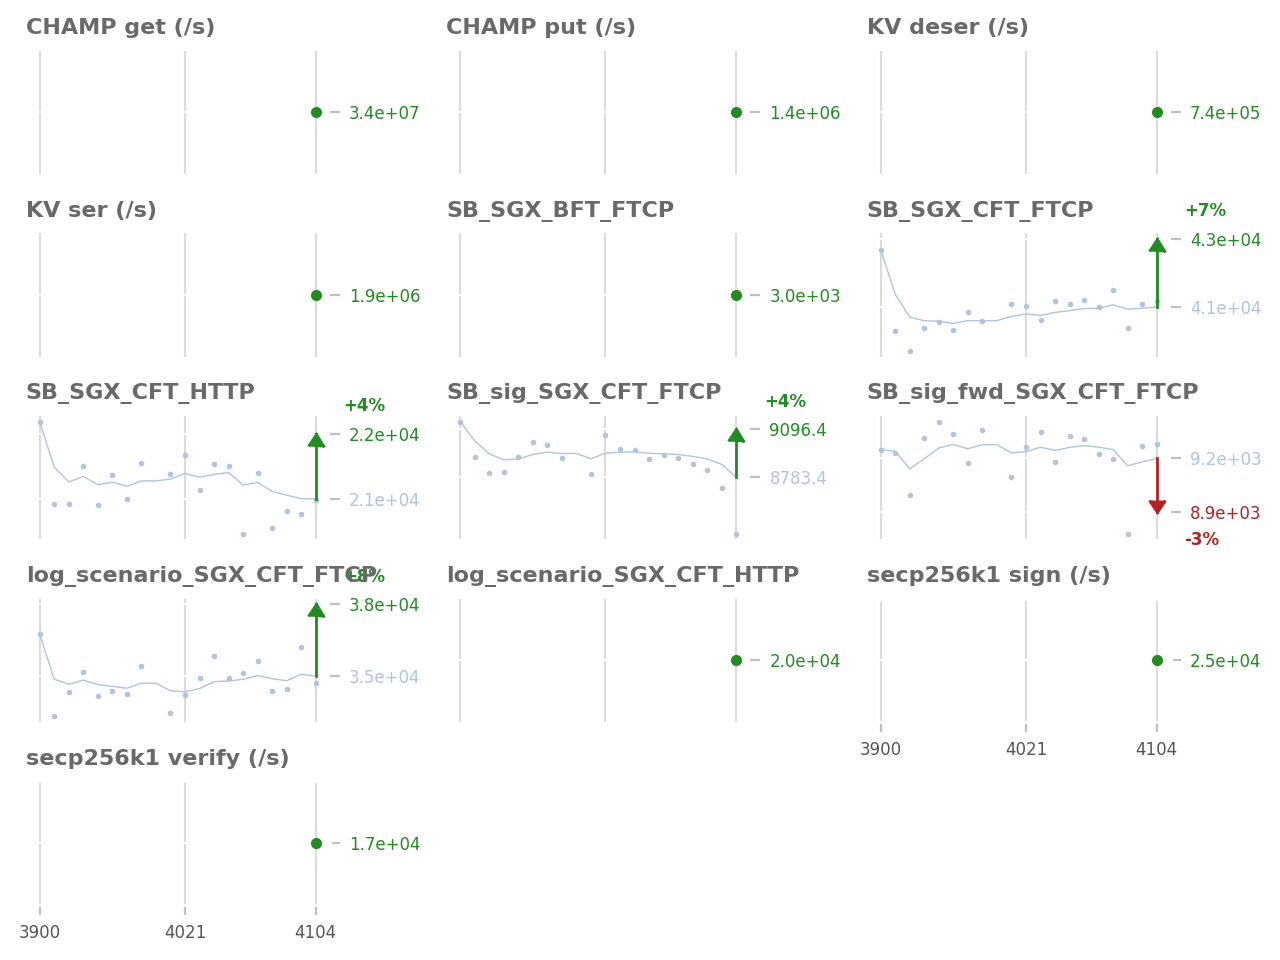 CHAMP get (/s)
3.4e+07
CHAMP put (/s)
1.4e+06
KV deser (/s)
7.4e+05
KV ser (/s)
1.9e+06
SB_SGX_BFT_FTCP
3.0e+03
SB_SGX_CFT_FTCP
+7%
4.3e+04
4.1e+04
SB_SGX_CFT_HTTP
+4%
2.2e+04
2.1e+04
SB_sig_SGX_CFT_FTCP
+4%
9096.4
8783.4
SB_sig_fwd_SGX_CFT_FTCP
9.2e+03
8.9e+03
-3%
log_scenario_SGX_CFT_FTCP
+8%
3.8e+04
3.5e+04
log_scenario_SGX_CFT_HTTP
2.0e+04
secp256k1 sign (/s)
2.5e+04
3900 4021 4104
secp256k1 verify (/s)
1.7e+04
3900 4021 4104